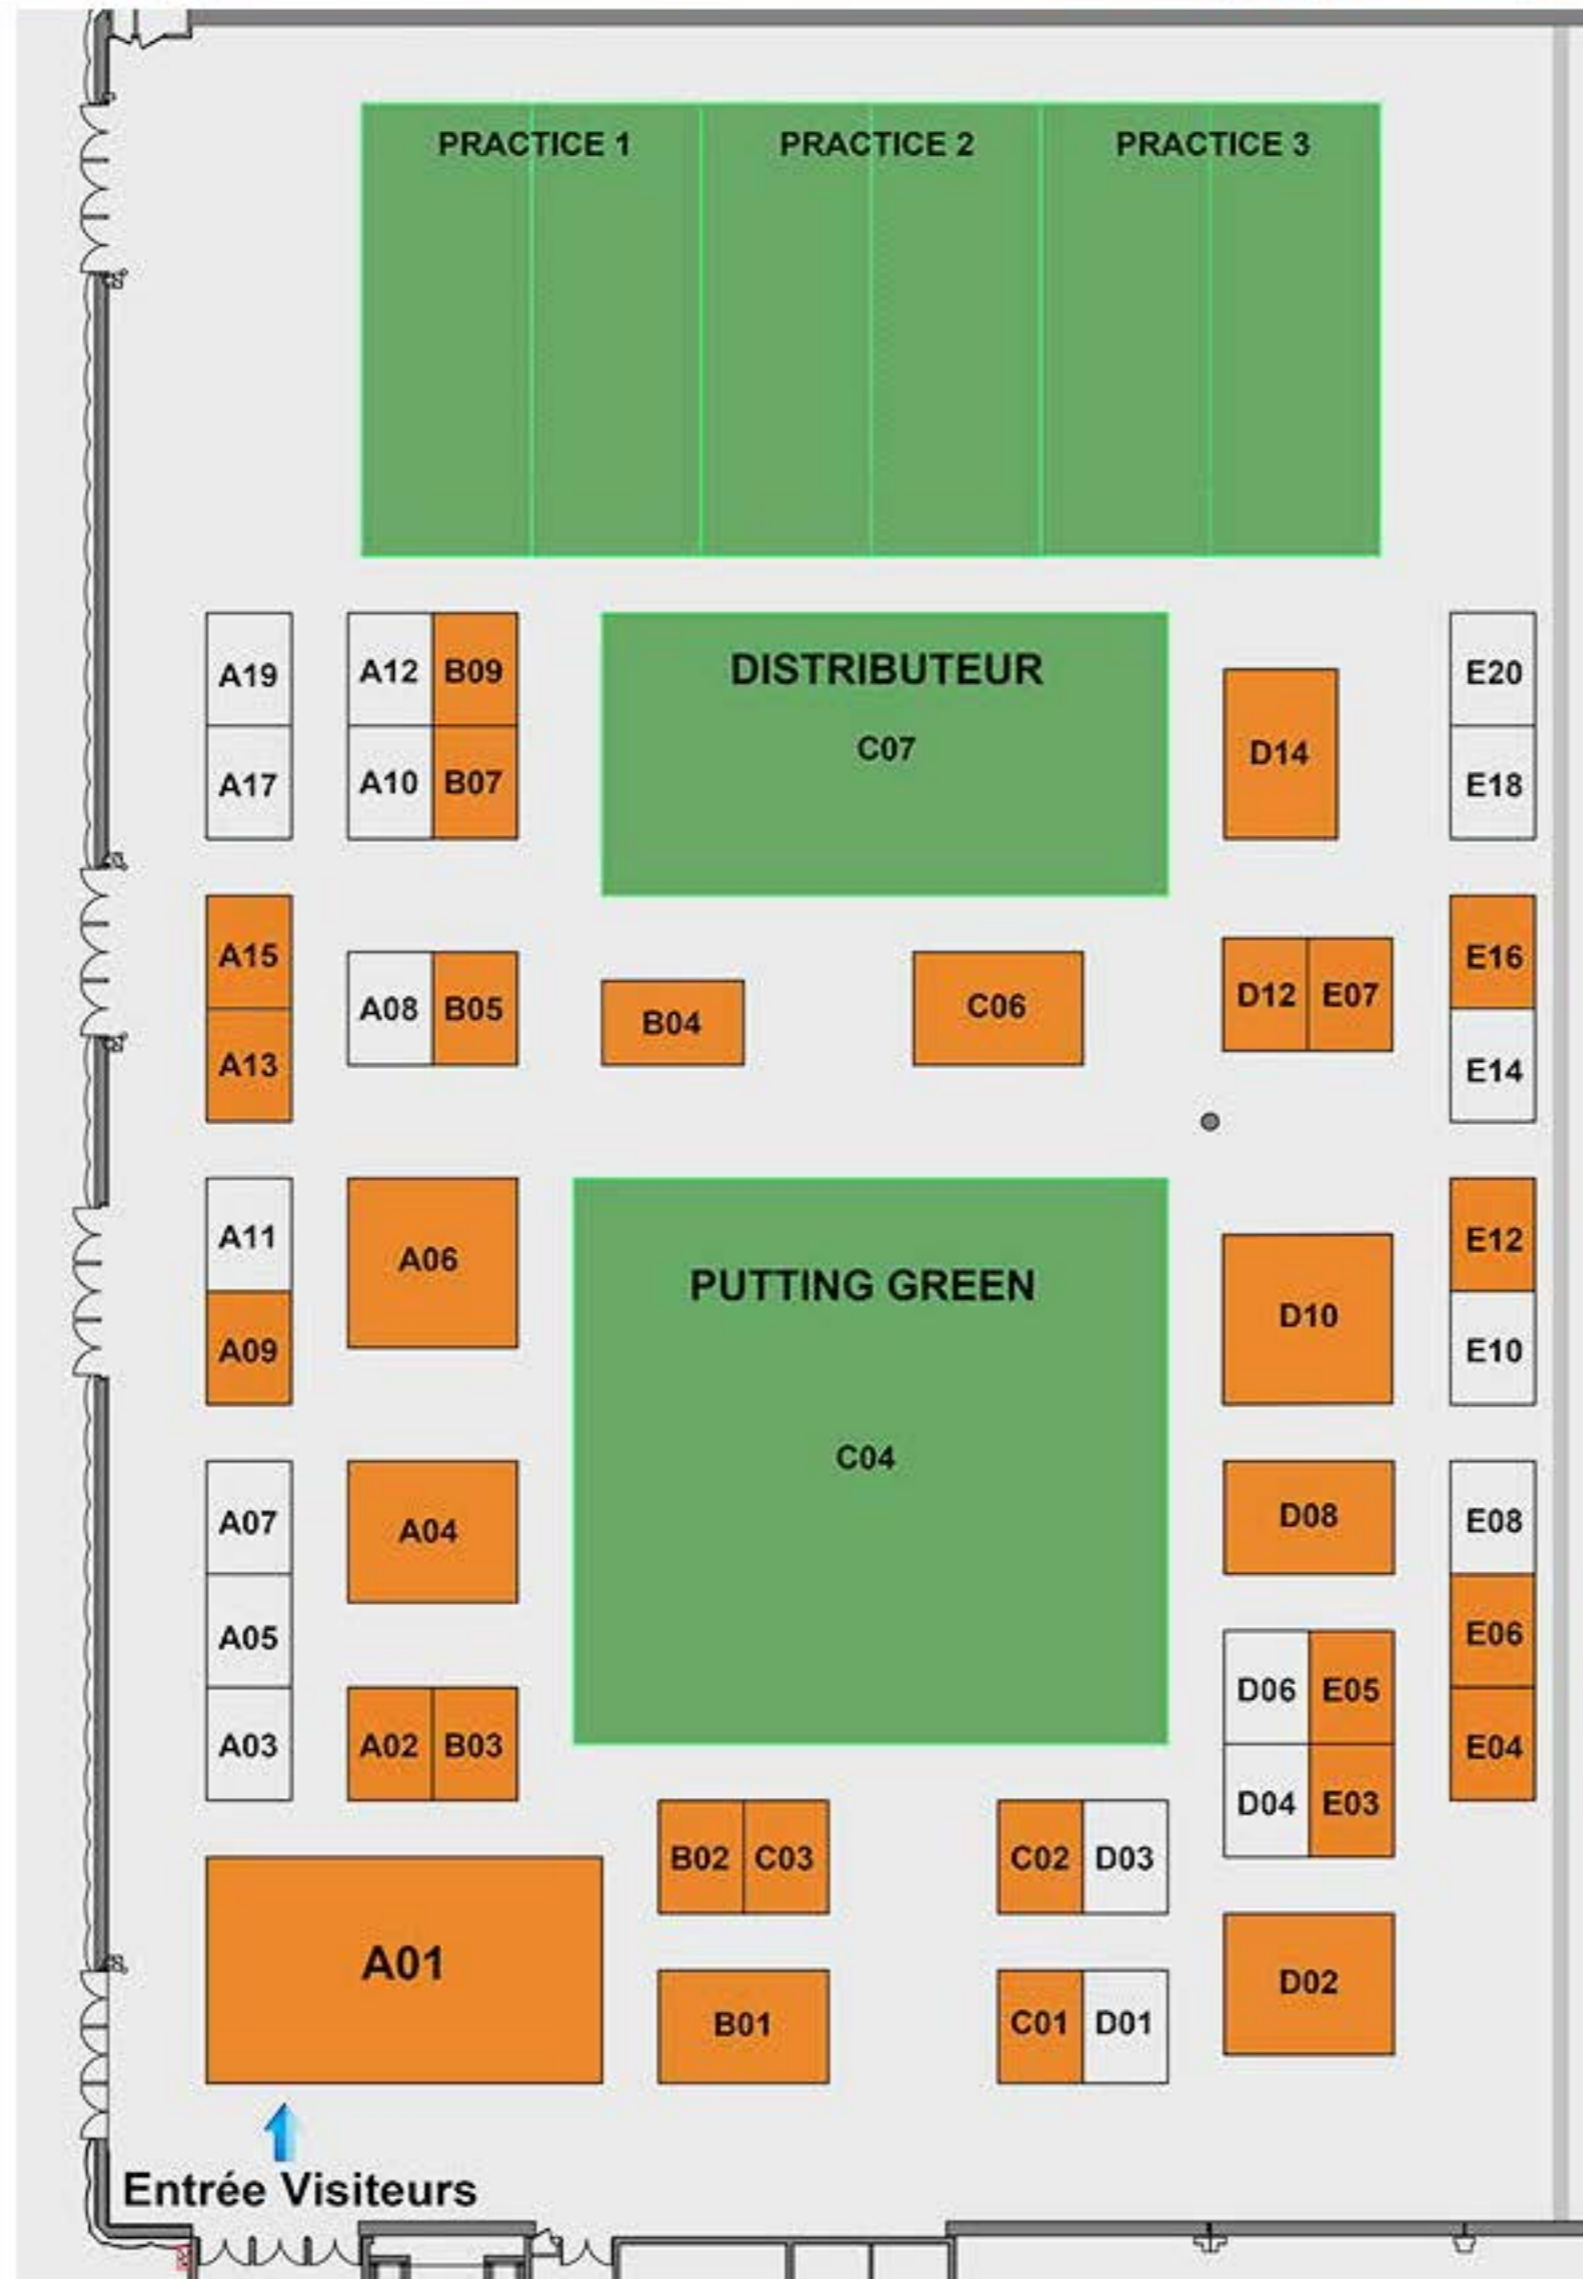 PRACTICE 1
PRACTICE 2
PRACTICE 3
A19
A12
B09
DISTRIBUTEUR
E20
C07
D14
A17
A10
B07
E18
A15
E16
A08
B05
B04
C06
D12
E07
A13
E14
A11
A06
E12
PUTTING GREEN
D10
A09
E10
C04
A07
A04
D08
E08
A05
E06
D06
E05
A03
A02
B03
E04
D04
E03
B02
C03
C02
D03
A01
D02
B01
C01
D01
Entrée Visiteurs